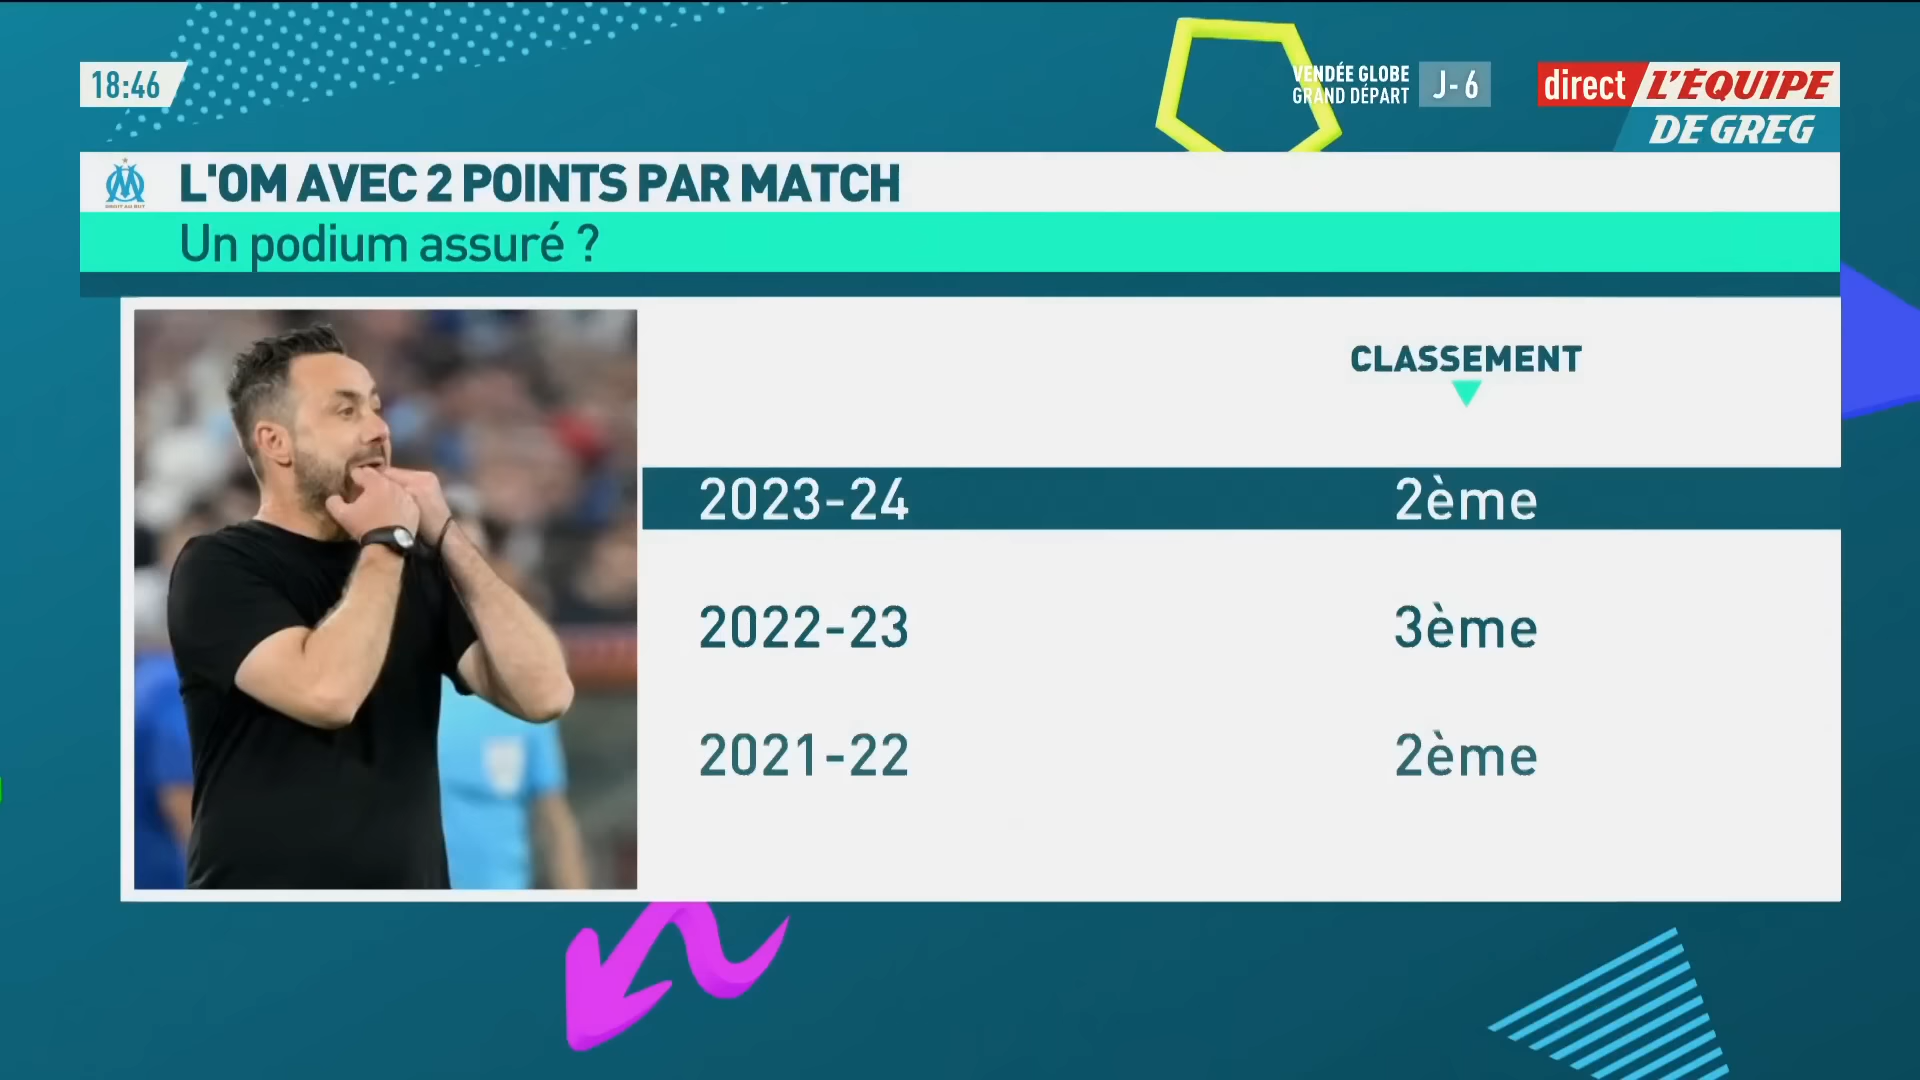 18:46
VENDÉE GLOBE
GRAND DÉPART
J-6
direct L'ÉQUIPE
DE GREG
L'OM AVEC 2 POINTS PAR MATCH
Un podium assuré ?
CLASSEMENT
2023-24 2ème
2022-23 3ème
2021-22 2ème